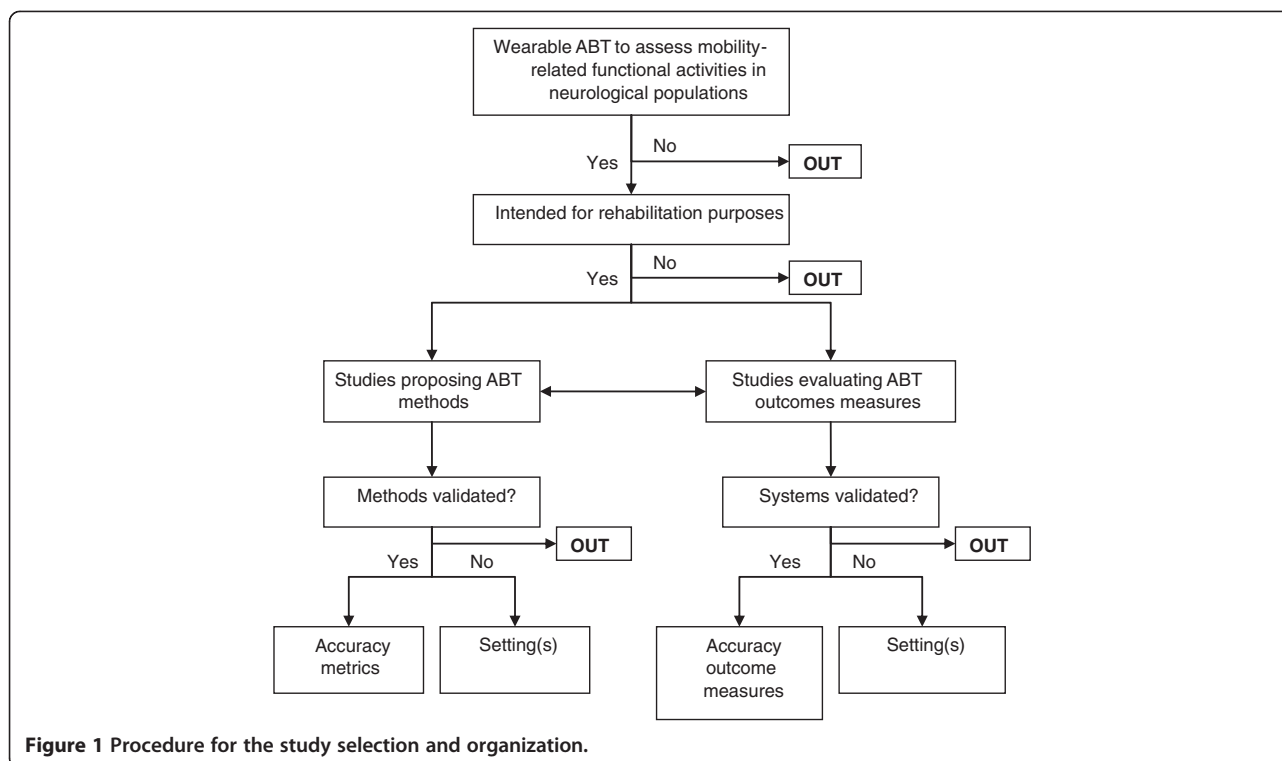 Wearable ABT to assess mobility-
related functional activities in
neurological populations
No
Yes
OUT
Intended for rehabilitation purposes
No
Yes
OUT
Studies proposing ABT
methods
Studies evaluating ABT
outcomes measures
Methods validated?
Systems validated?
OUT
OUT
Yes
No
Yes
No
Accuracy
metrics
Setting(s)
Accuracy
outcome
measures
Setting(s)
Figure 1 Procedure for the study selection and organization.